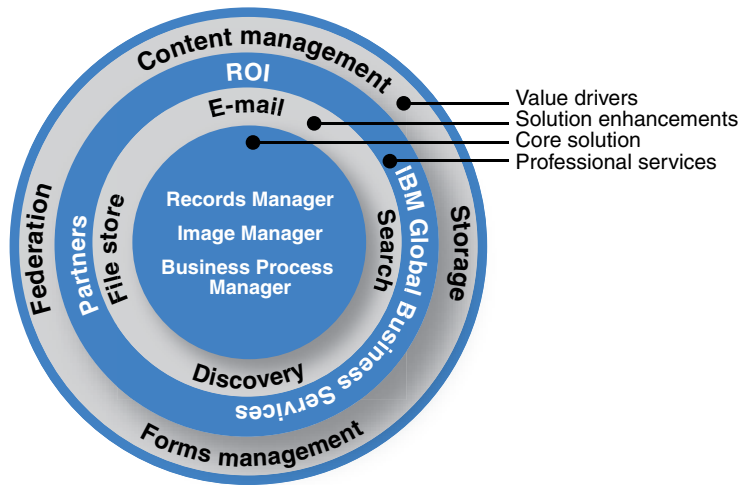 Content management
ROI
E-mail
Value drivers
Solution enhancements
Core solution
Professional services
Federation
Partners
File store
Records Manager
Image Manager
Business Process
Manager
Search
IBM Global Business Services
Storage
Discovery
Forms management